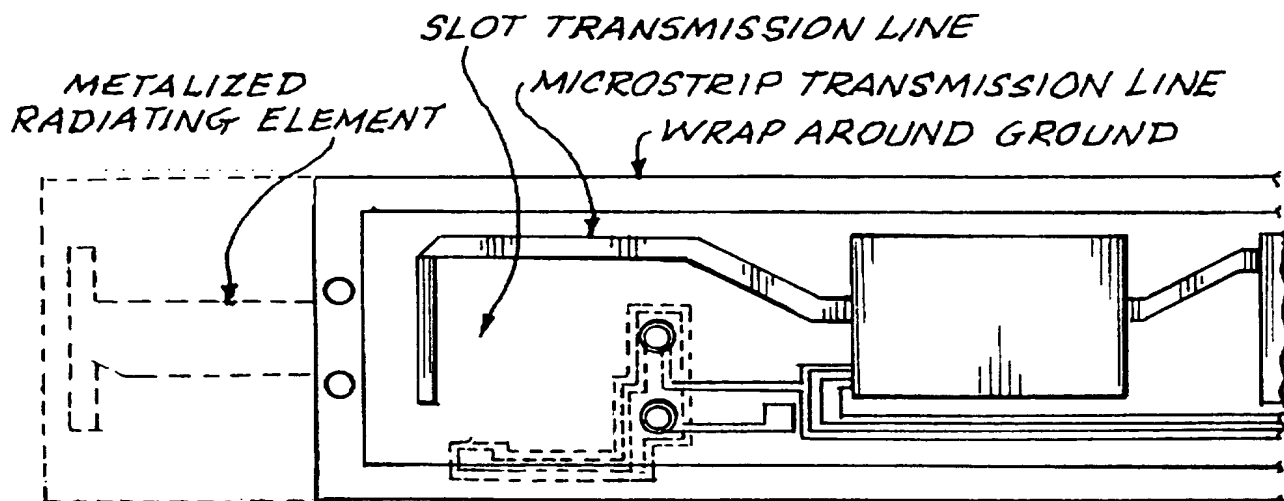 SLOT TRANSMISSION LINE
METALIZED
RADIATING ELEMENT
MICROSTRIP TRANSMISSION LINE
WRAP AROUND GROUND